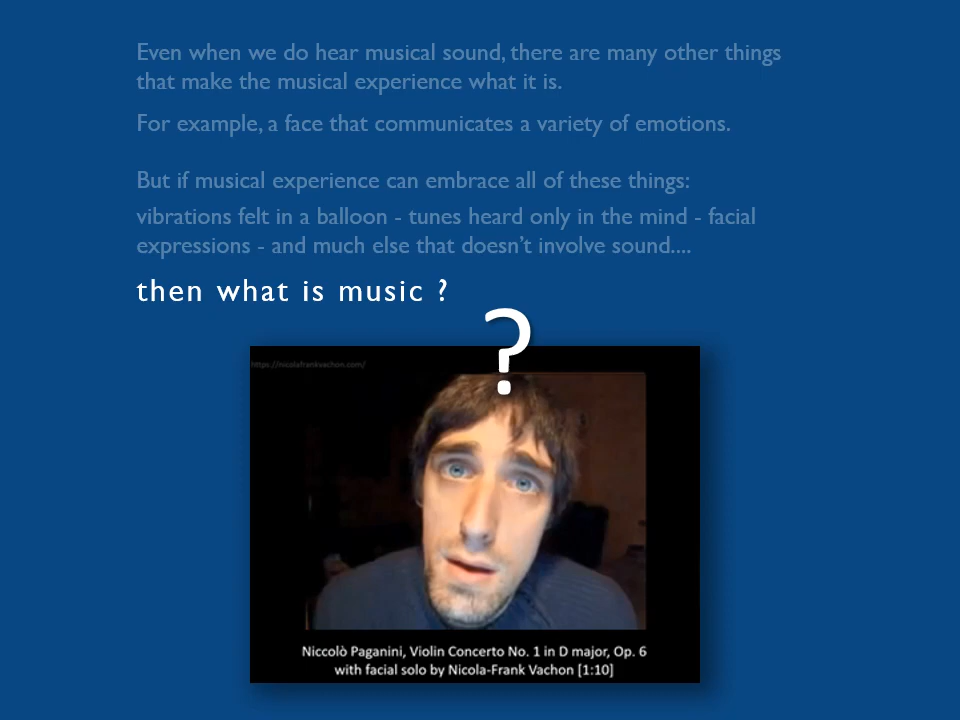 Even when we do hear musical sound, there are many other things
that make the musical experience what it is.
For example, a face that communicates a variety of emotions.
But if musical experience can embrace all of these things:
vibrations felt in a balloon - tunes heard only in the mind - facial
expressions - and much else that doesn’t involve sound....
then what is music ?
?
https://nicolafrankvachon.com/
Niccolò Paganini, Violin Concerto No. 1 in D major, Op. 6
with facial solo by Nicola-Frank Vachon [1:10]